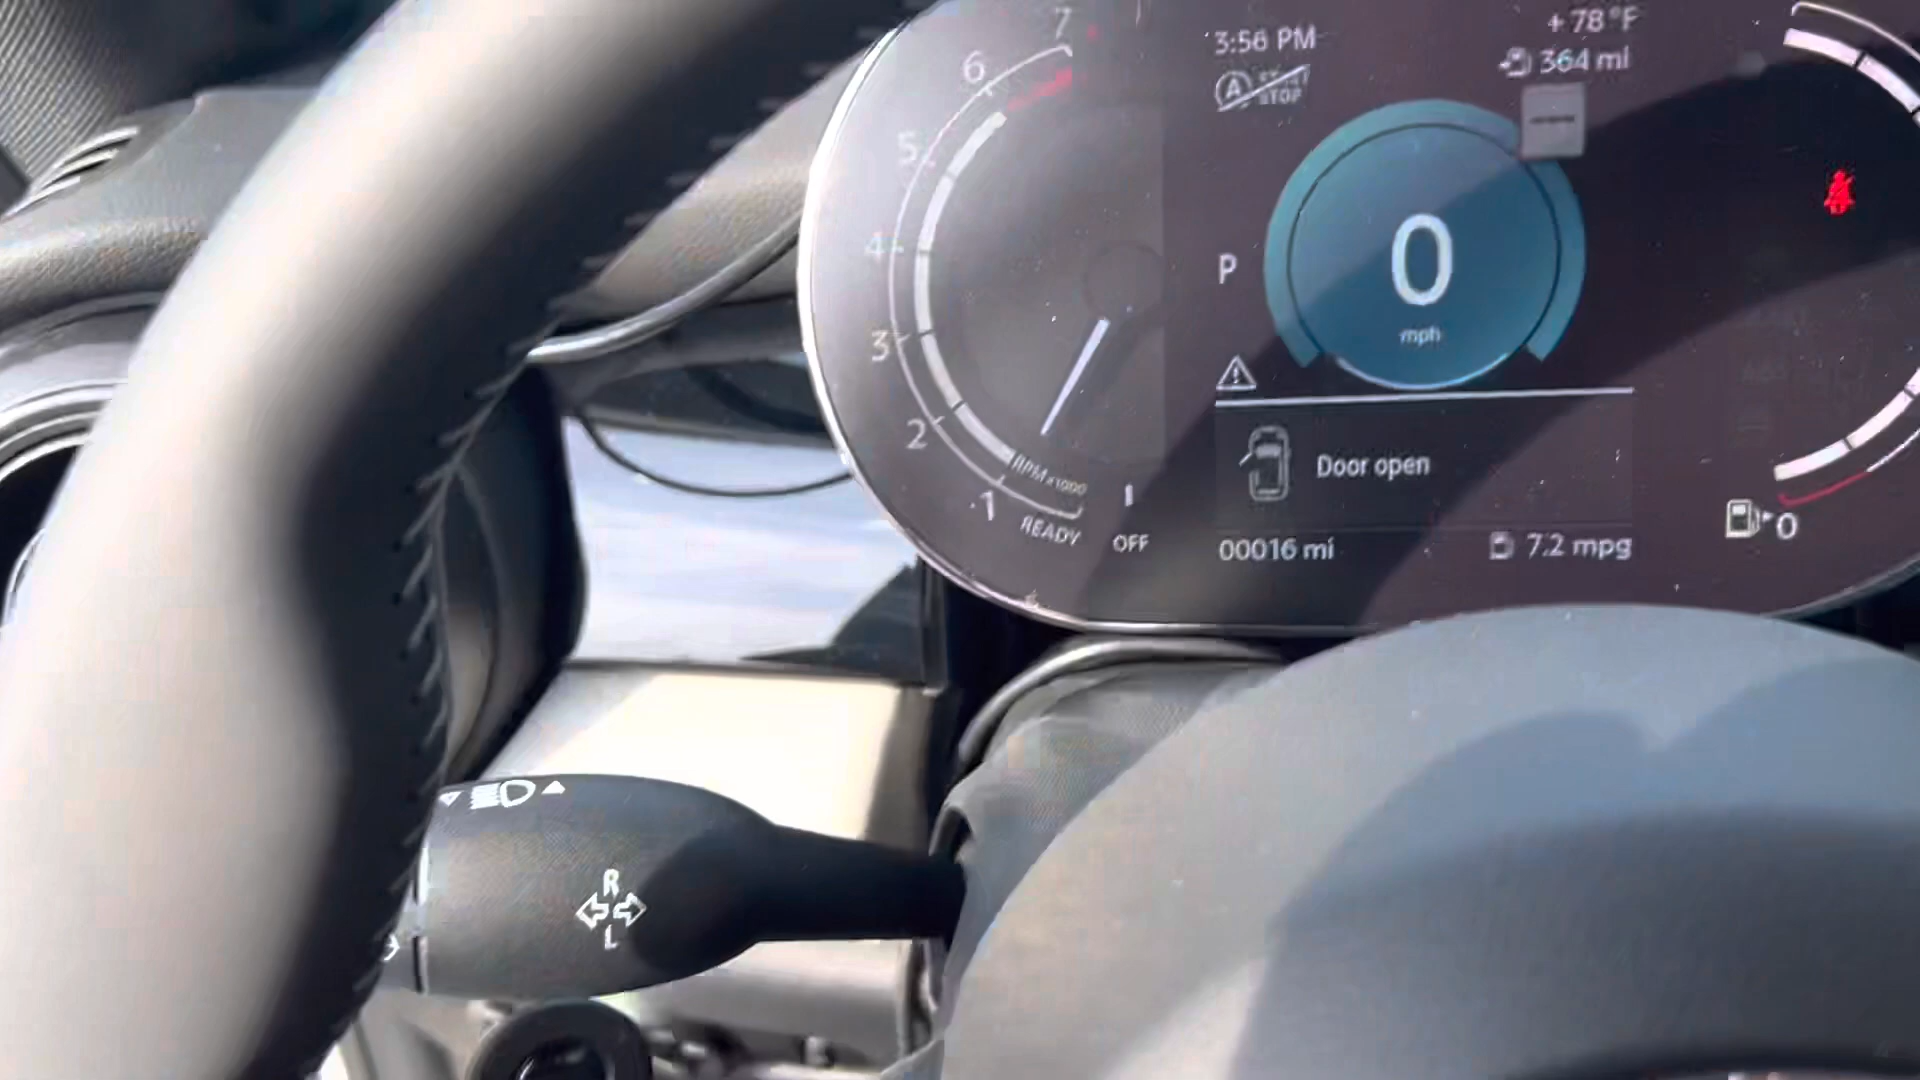 7
6
5
4
3
2
1
RPM x1000
READY
OFF
3:56 PM
+78 °F
364 mi
A
STOP
P
0
mph
Door open
00016 mi
7.2 mpg
0
R
L